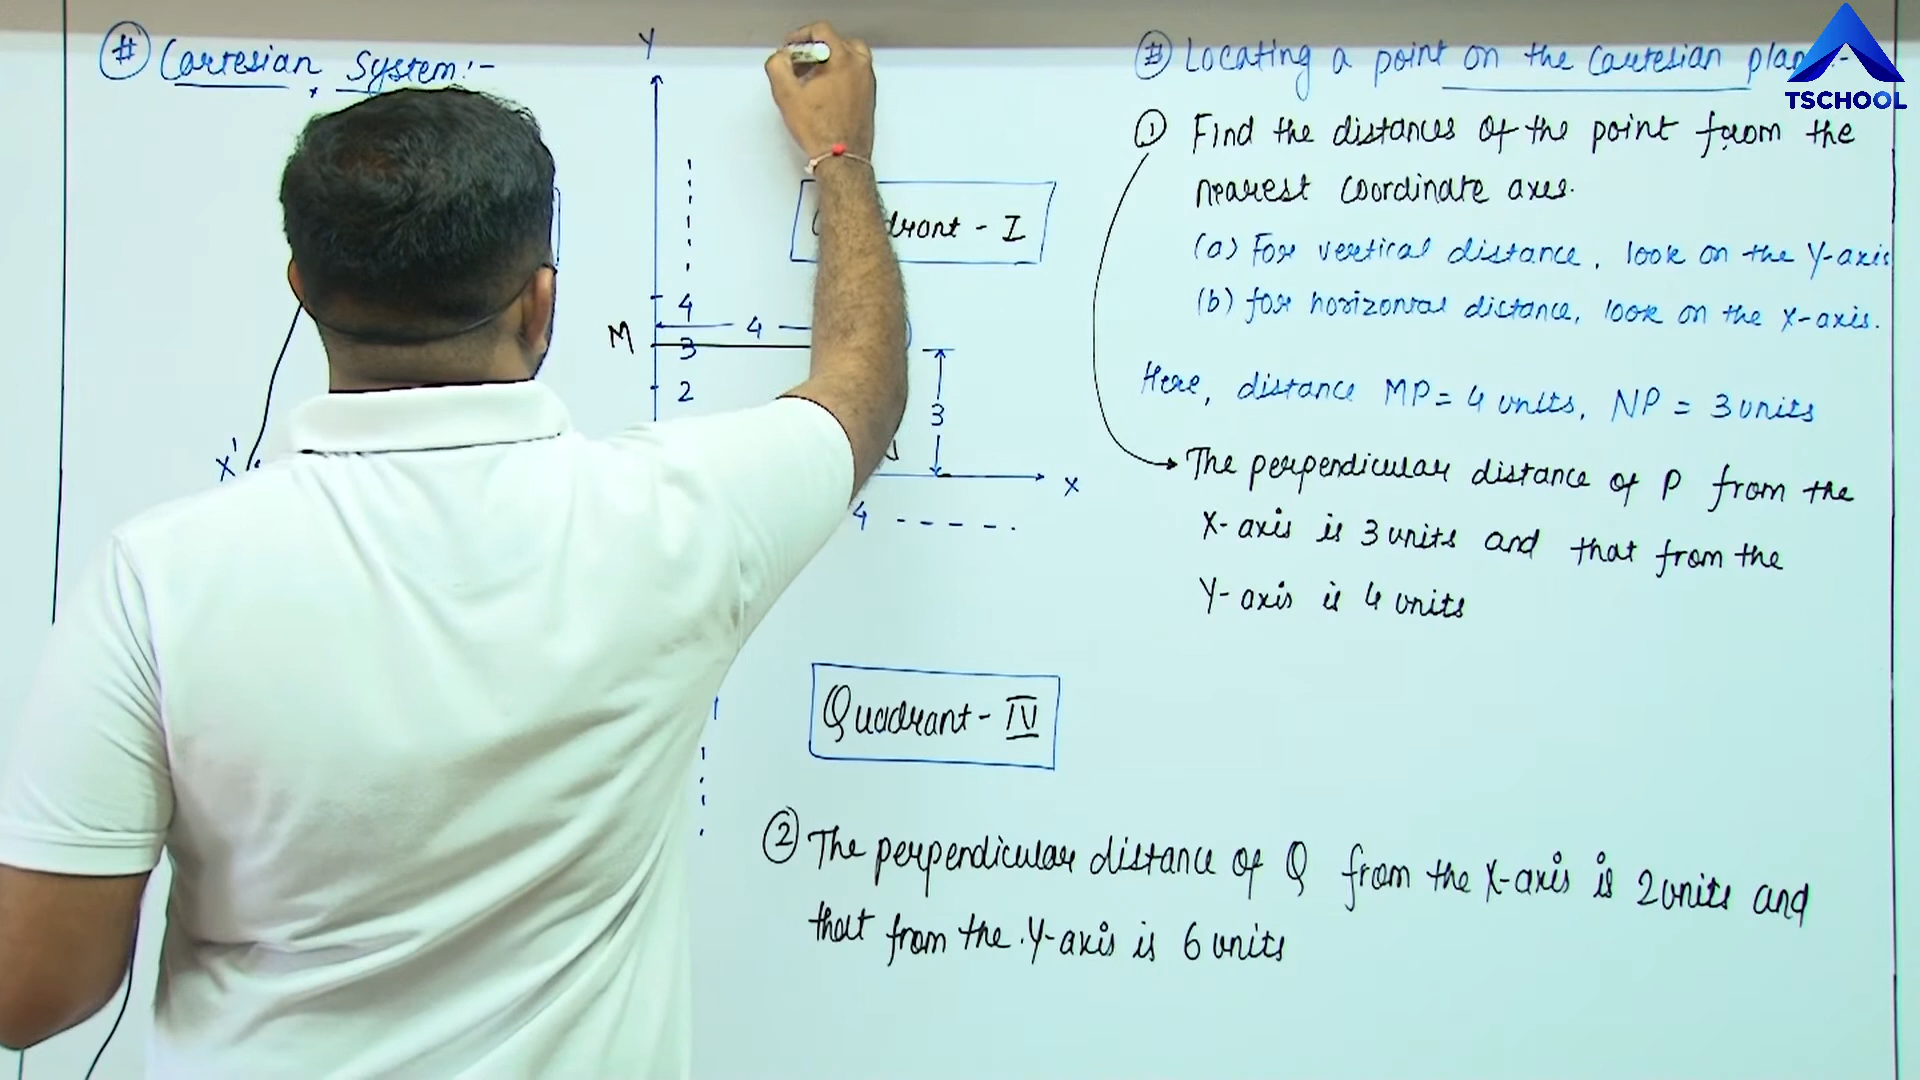 # Cartesian System:-
Y
4
M
4
3
2
3
X'
X
4
- I
Quadrant - IV
# Locating a point on the Cartesian
TSCHOOL
① Find the distances of the point from the
nearest coordinate axes.
(a) For vertical distance, look on the Y-axis
(b) for horizontal distance, look on the X-axis.
Here, distance MP = 4 units, NP = 3 units
The perpendicular distance of P from the
X-axis is 3 units and that from the
Y-axis is 4 units
② The perpendicular distance of Q from the X-axis is 2 units and
that from the Y-axis is 6 units